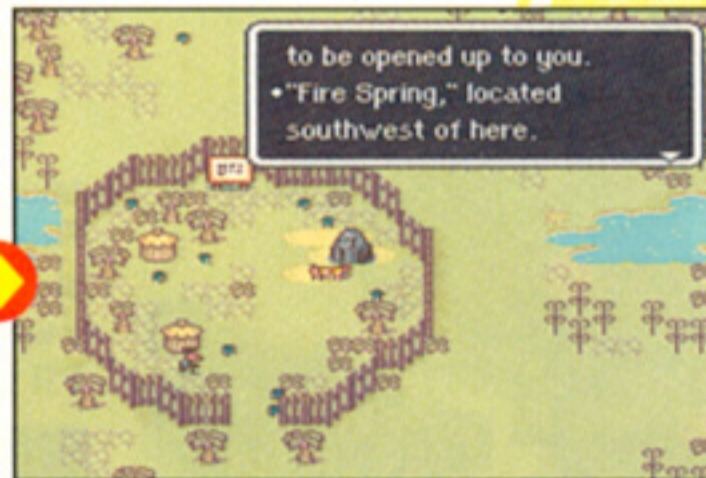 to be opened up to you.
•"Fire Spring," located
southwest of here.